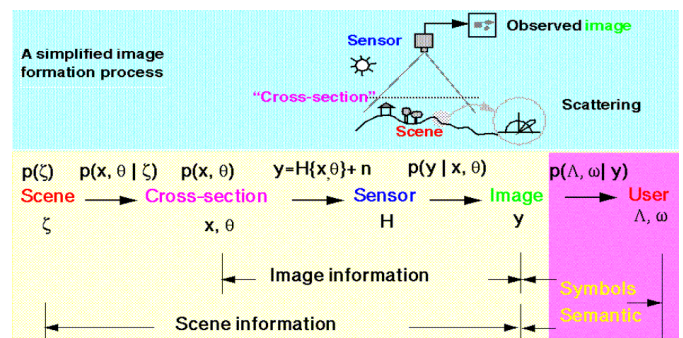 A simplified image
formation process
Sensor
Observed image
“Cross-section”
Scattering
Scene
p(ζ) p(x, θ | ζ) p(x, θ) y=H{x,θ}+ n p(y | x, θ) p(Λ, ω| y)
Scene Cross-section Sensor Image User
ζ x, θ H y Λ, ω
Image information
Symbols
Scene information
Semantic